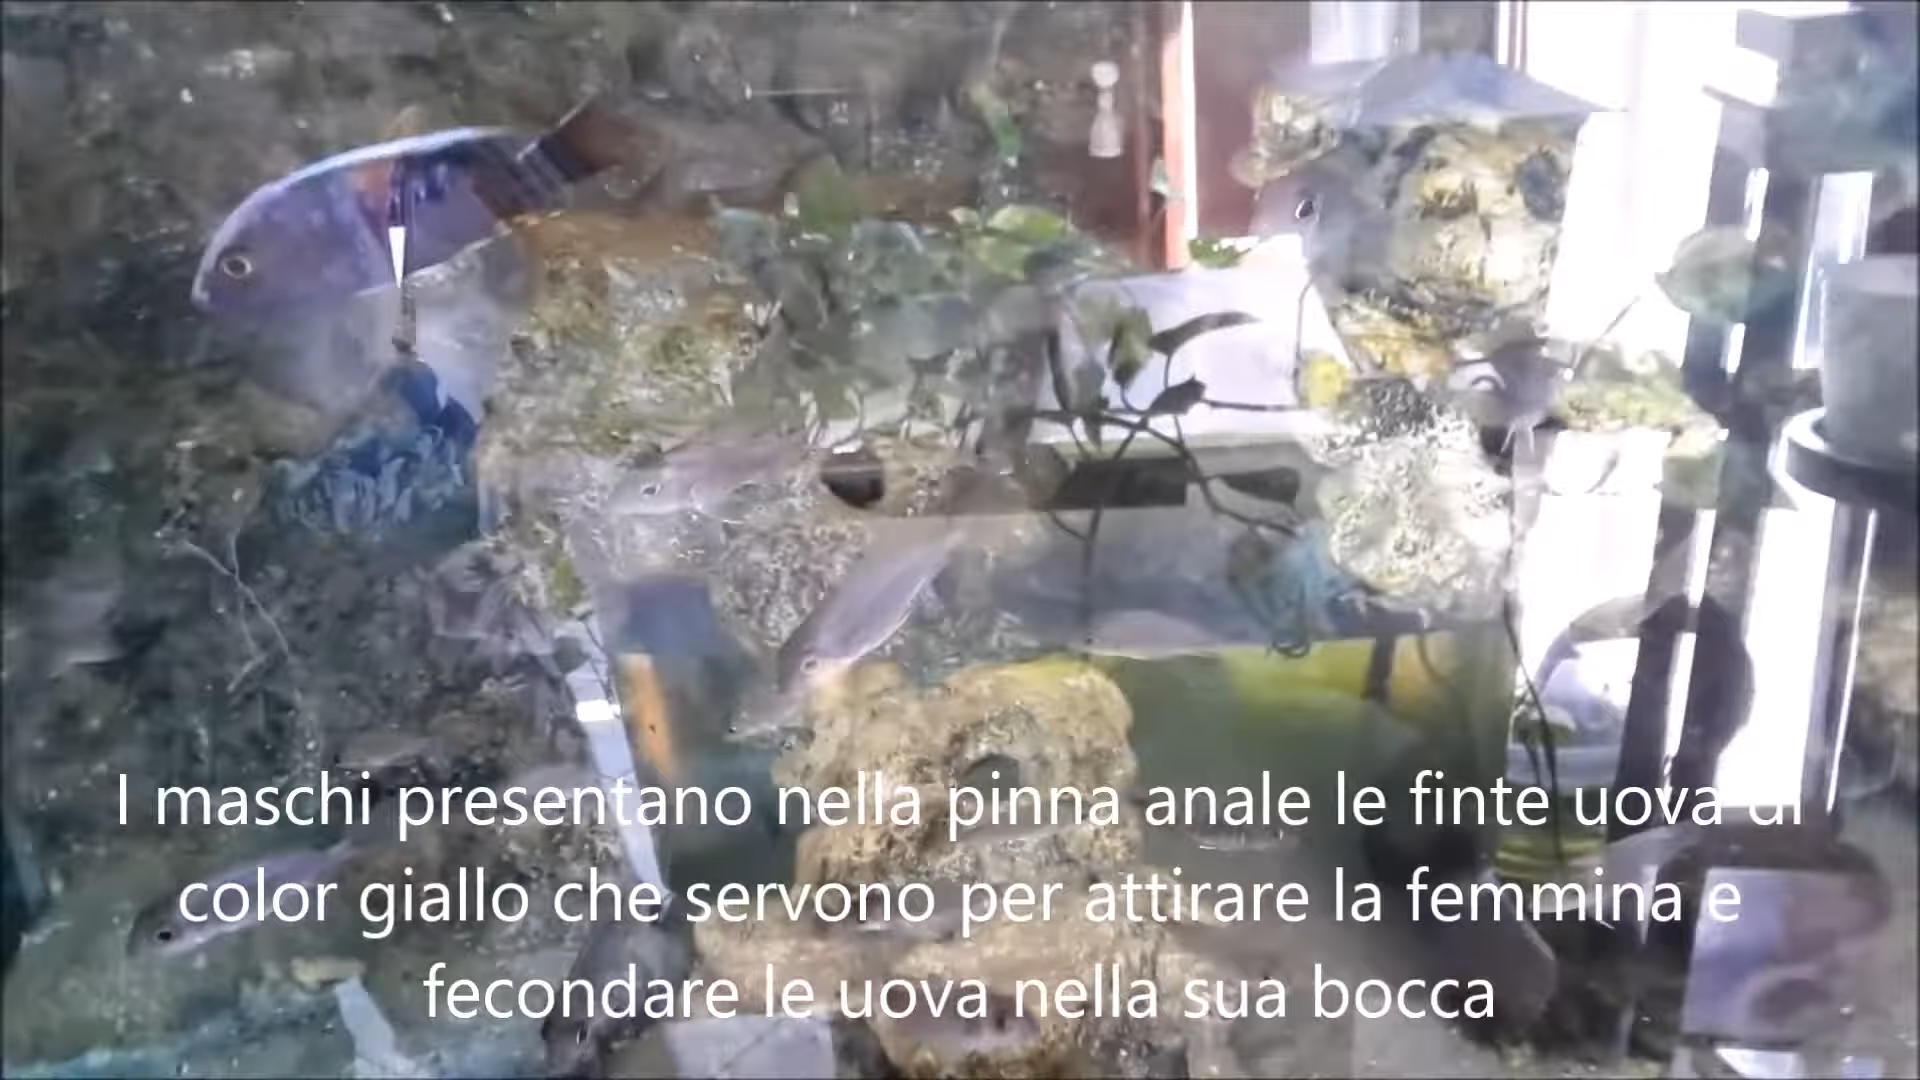 I maschi presentano nella pinna anale le finte uova di
color giallo che servono per attirare la femmina e
fecondare le uova nella sua bocca